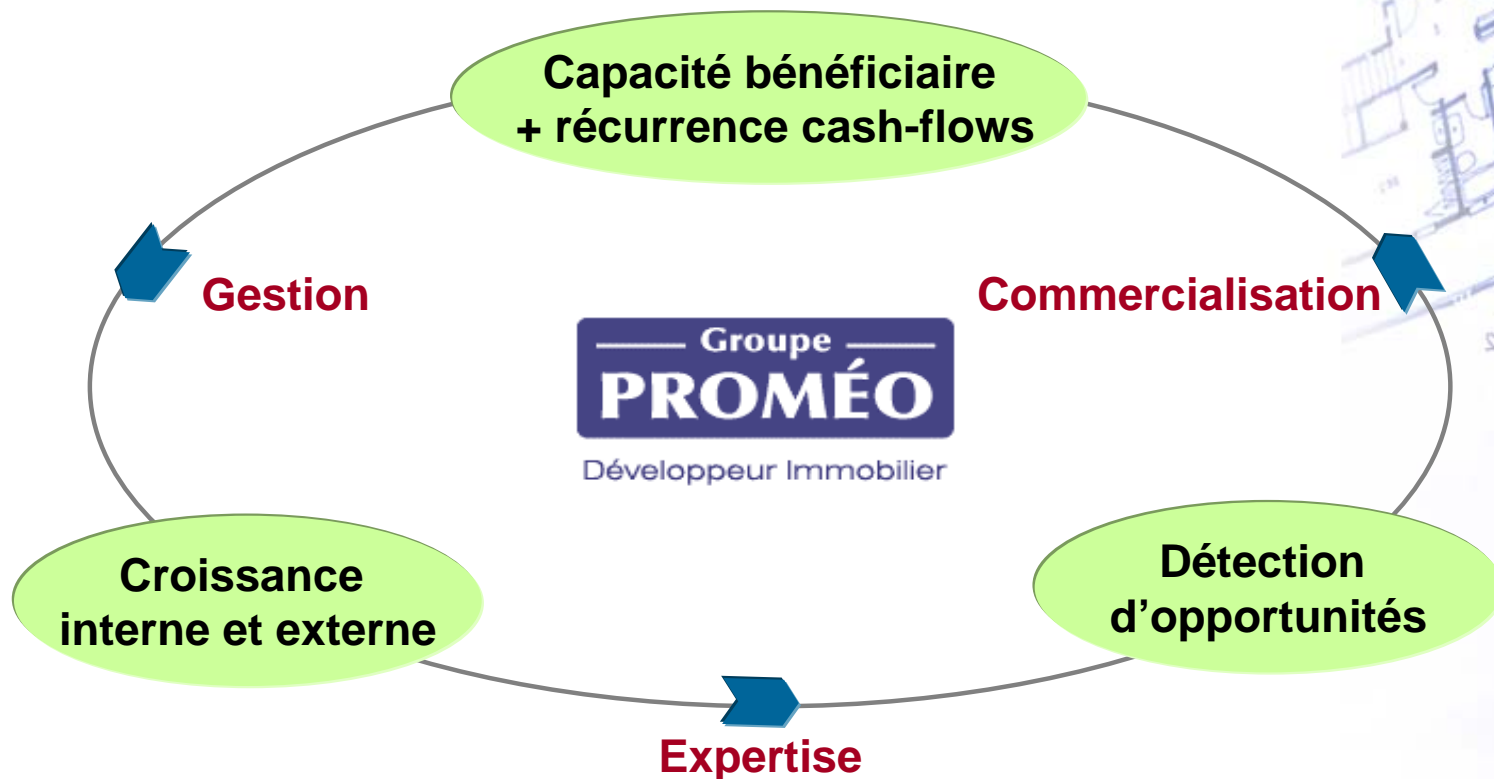 Capacité bénéficiaire
+ récurrence cash-flows
Gestion
Commercialisation
Groupe
PROMÉO
Développeur Immobilier
Croissance
interne et externe
Détection
d’opportunités
Expertise